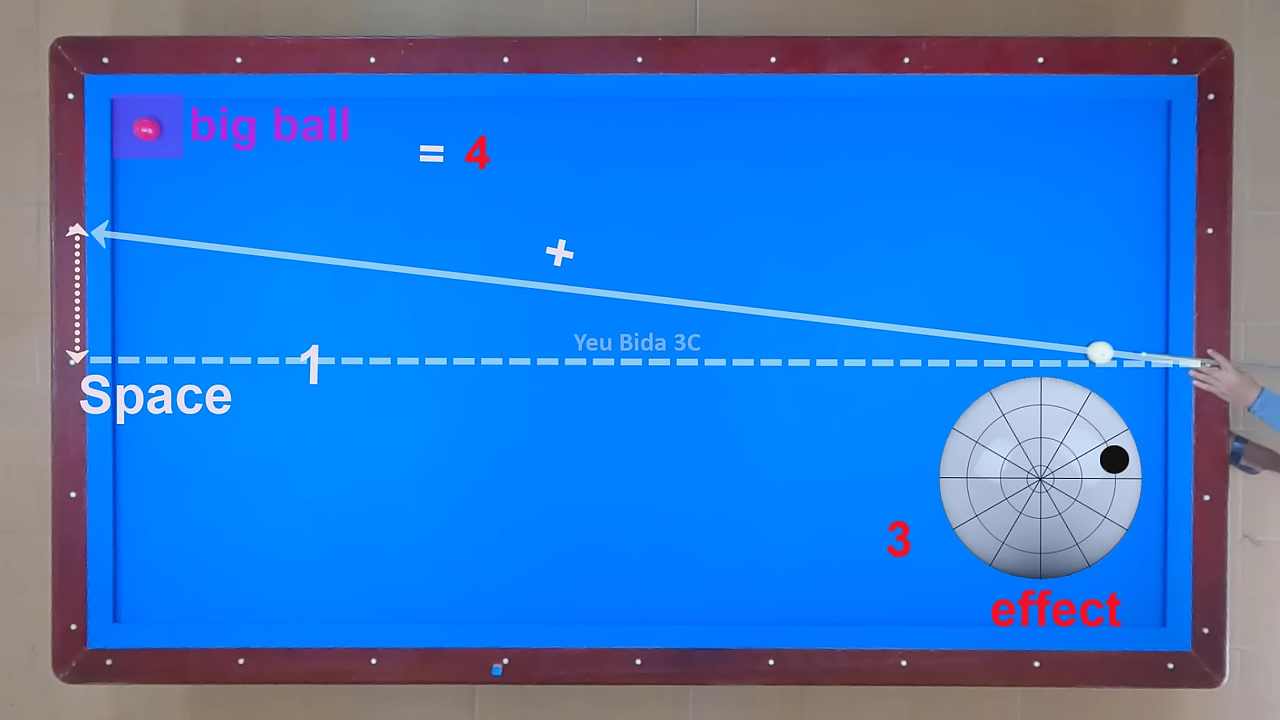 big ball
= 4
+
Yeu Bida 3C
1
Space
3
effect